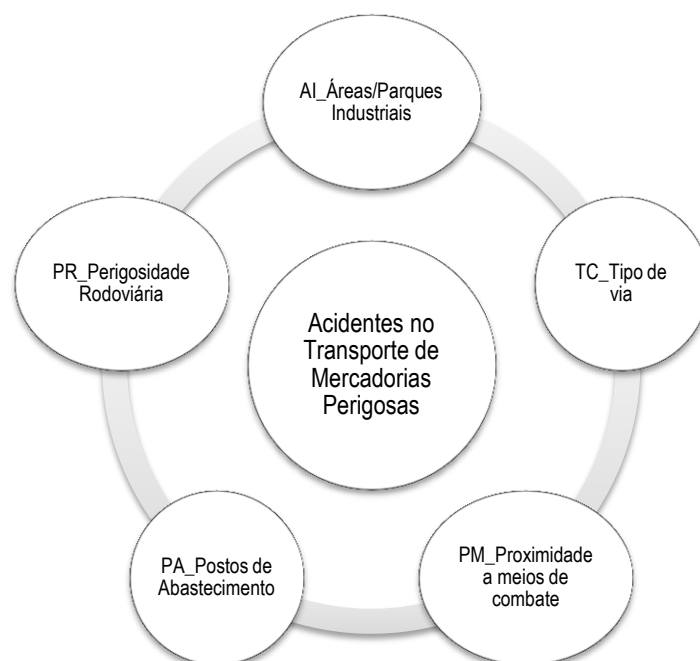 AI_Áreas/Parques
Industriais
PR_Perigosidade
Rodoviária
TC_Tipo de
via
Acidentes no
Transporte de
Mercadorias
Perigosas
PA_Postos de
Abastecimento
PM_Proximidade
a meios de
combate